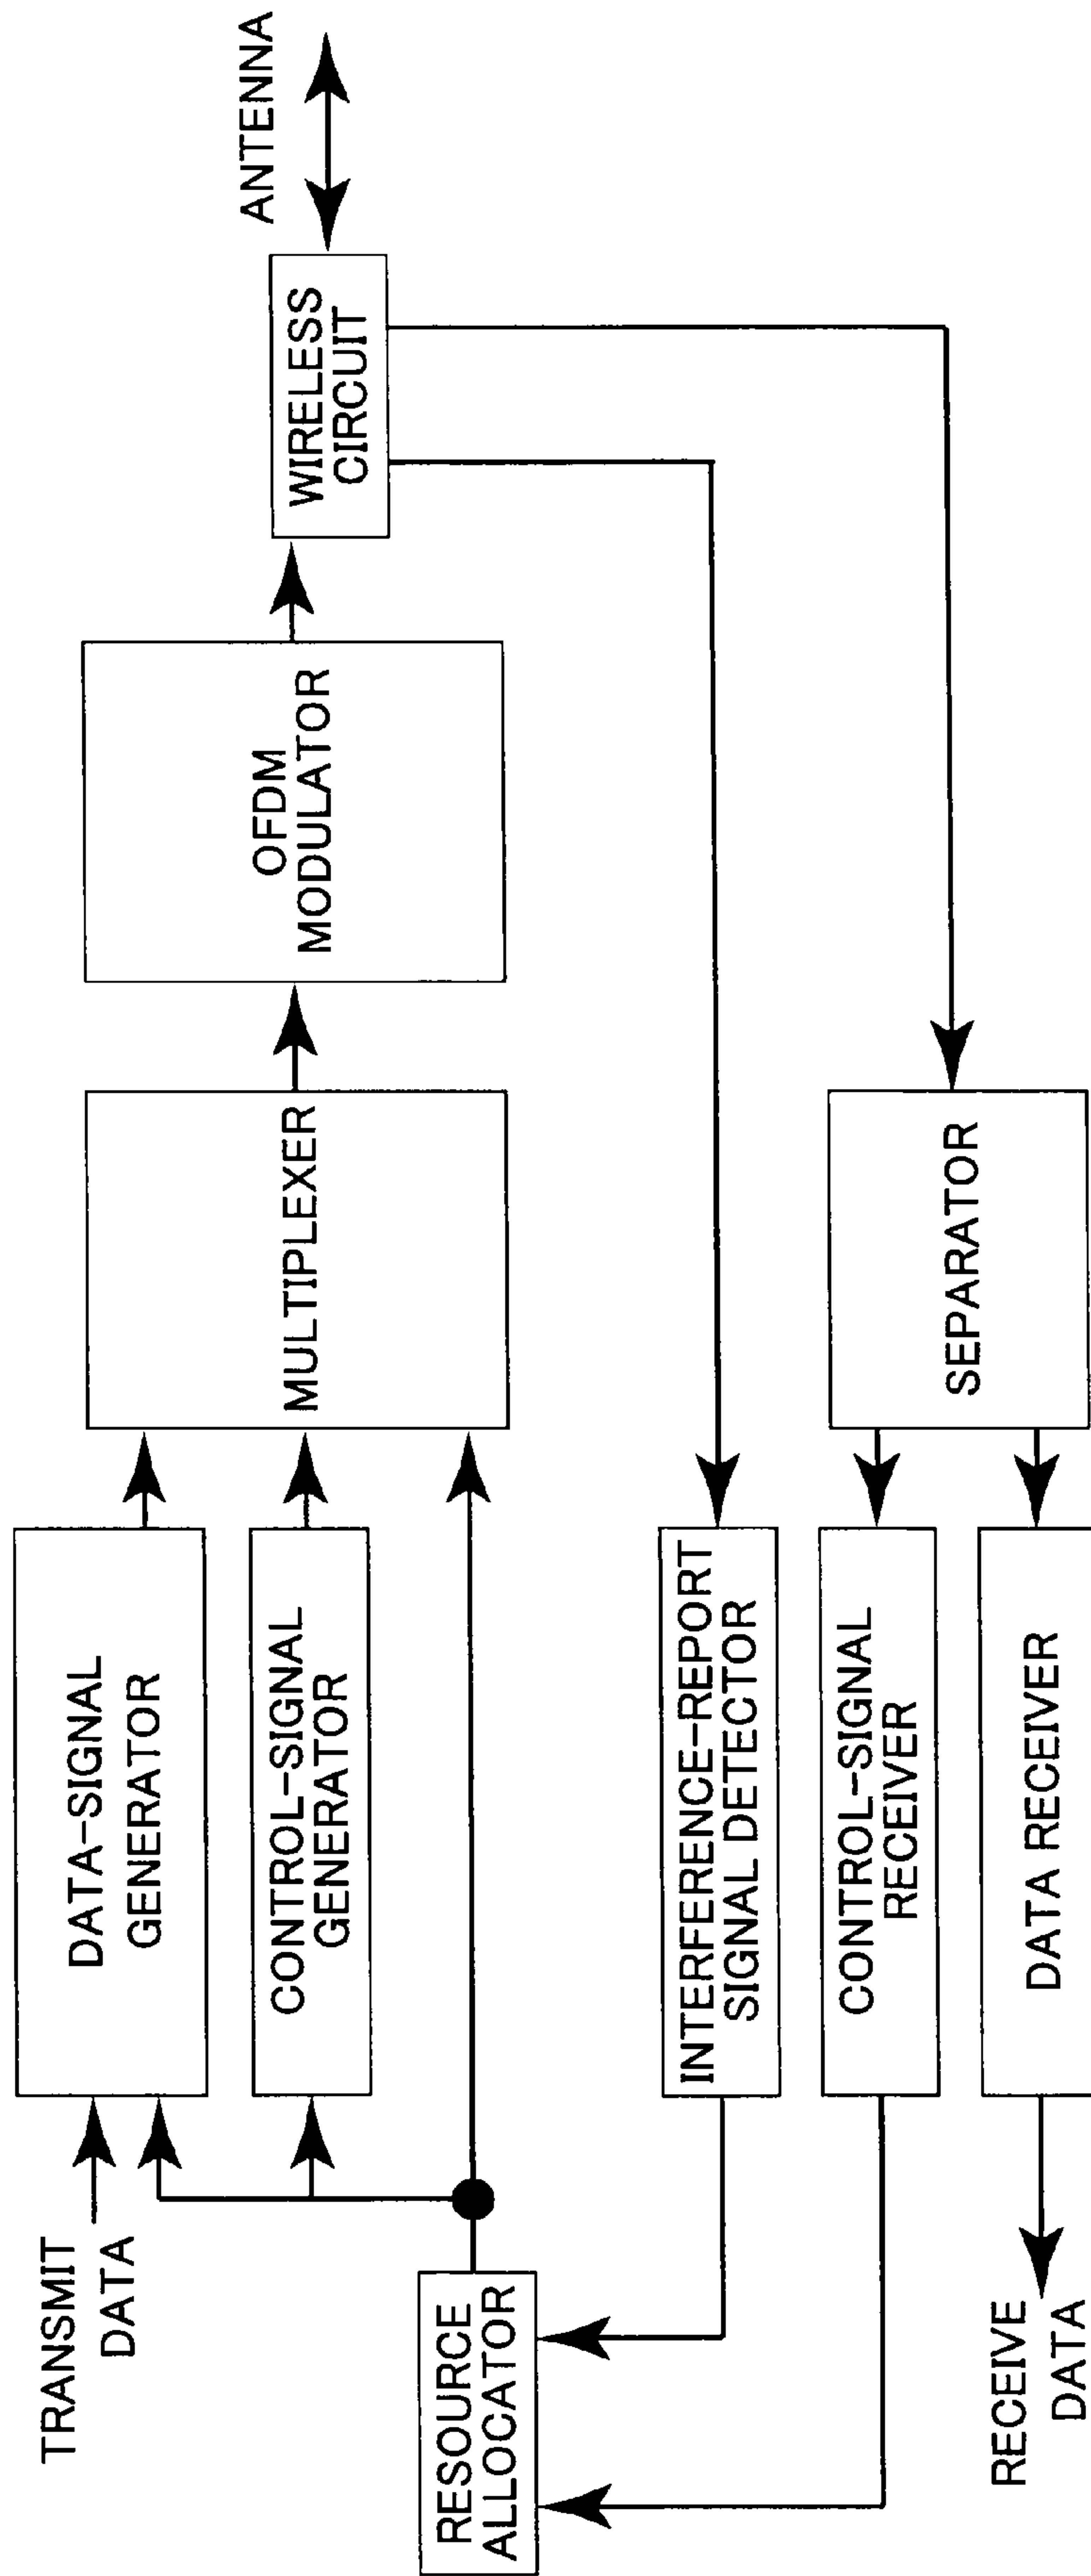 TRANSMIT
DATA
DATA-SIGNAL
GENERATOR
CONTROL-SIGNAL
GENERATOR
MULTIPLEXER
OFDM
MODULATOR
WIRELESS
CIRCUIT
ANTENNA
RESOURCE
ALLOCATOR
INTERFERENCE-REPORT
SIGNAL DETECTOR
CONTROL-SIGNAL
RECEIVER
SEPARATOR
DATA RECEIVER
RECEIVE
DATA